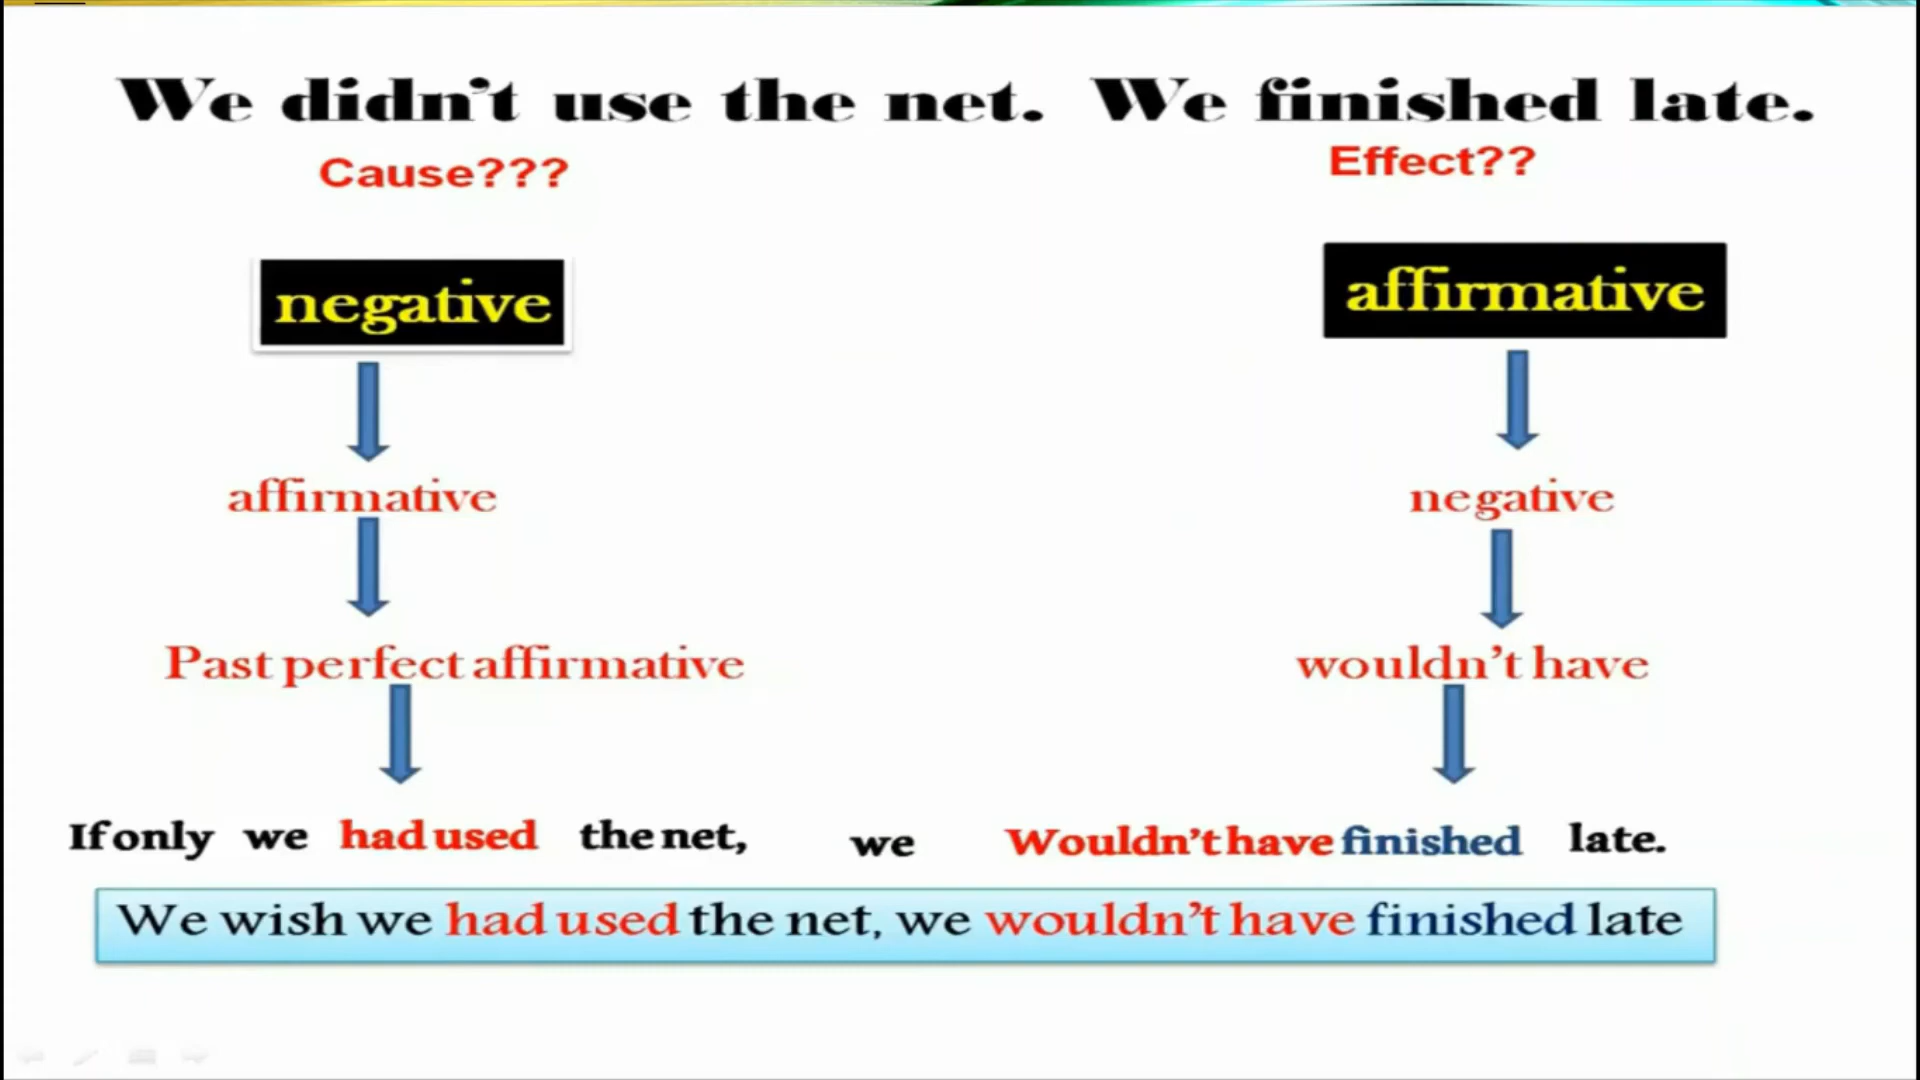 We didn't use the net. We finished late.
Cause??? Effect??
negative affirmative
affirmative negative
Past perfect affirmative wouldn't have
If only we had used the net, we Wouldn't have finished late.
We wish we had used the net, we wouldn't have finished late